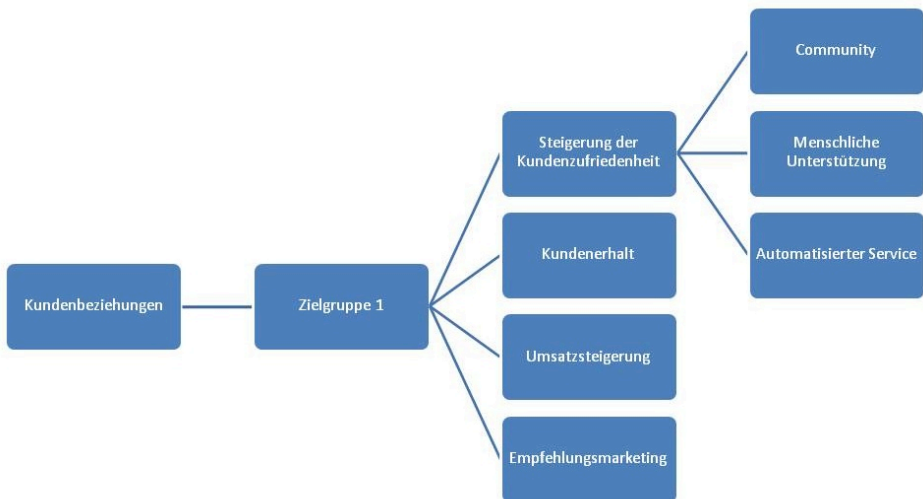 Community
Steigerung der
Kundenzufriedenheit
Menschliche
Unterstützung
Kundenerhalt
Automatisierter Service
Kundenbeziehungen
Zielgruppe 1
Umsatzsteigerung
Empfehlungsmarketing